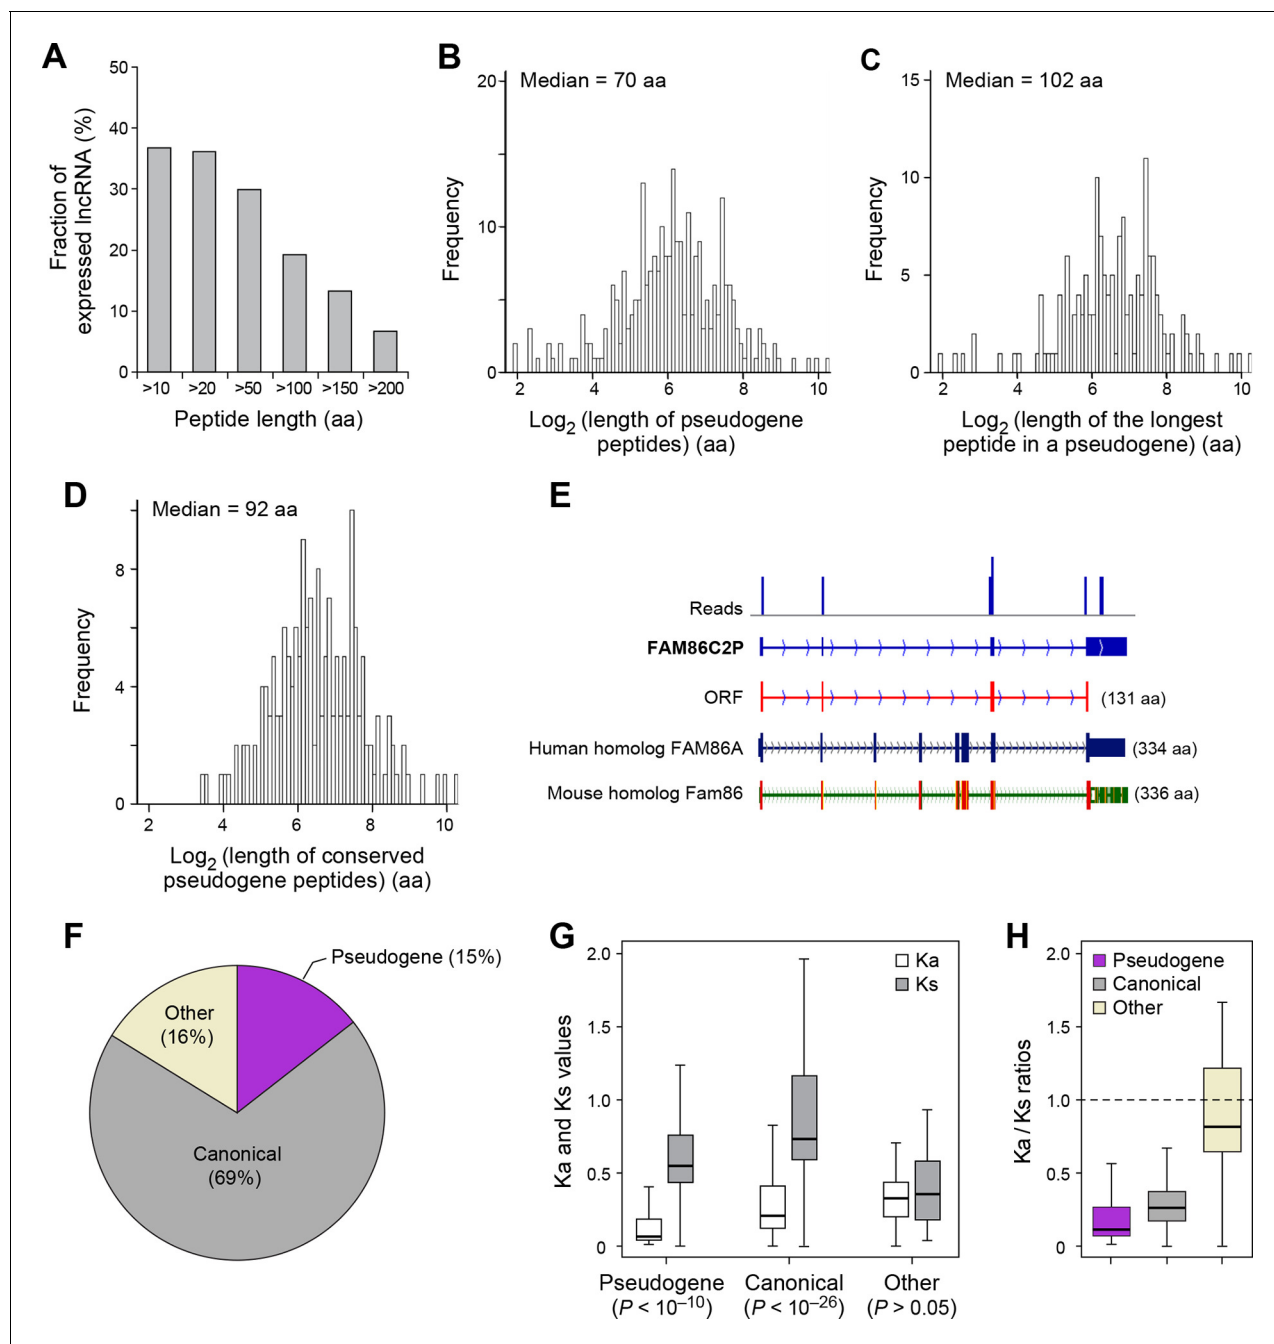 A
50
40
30
20
10
0
Fraction of
expressed lncRNA (%)
>10 >20 >50 >100 >150 >200
Peptide length (aa)
B
Median = 70 aa
20
10
0
Frequency
2 4 6 8 10
Log2 (length of pseudogene
peptides) (aa)
C
Median = 102 aa
15
10
5
0
Frequency
2 4 6 8 10
Log2 (length of the longest
peptide in a pseudogene) (aa)
D
Median = 92 aa
8
4
0
Frequency
2 4 6 8 10
Log2 (length of conserved
pseudogene peptides) (aa)
E
Reads
FAM86C2P
ORF (131 aa)
Human homolog FAM86A (334 aa)
Mouse homolog Fam86 (336 aa)
F
Pseudogene (15%)
Other
(16%)
Canonical
(69%)
G
2.0
1.5
1.0
0.5
0
Ka and Ks values
Ka
Ks
Pseudogene Canonical Other
(P < 10–10) (P < 10–26) (P > 0.05)
H
2.0
1.5
1.0
0.5
0
Ka / Ks ratios
Pseudogene
Canonical
Other